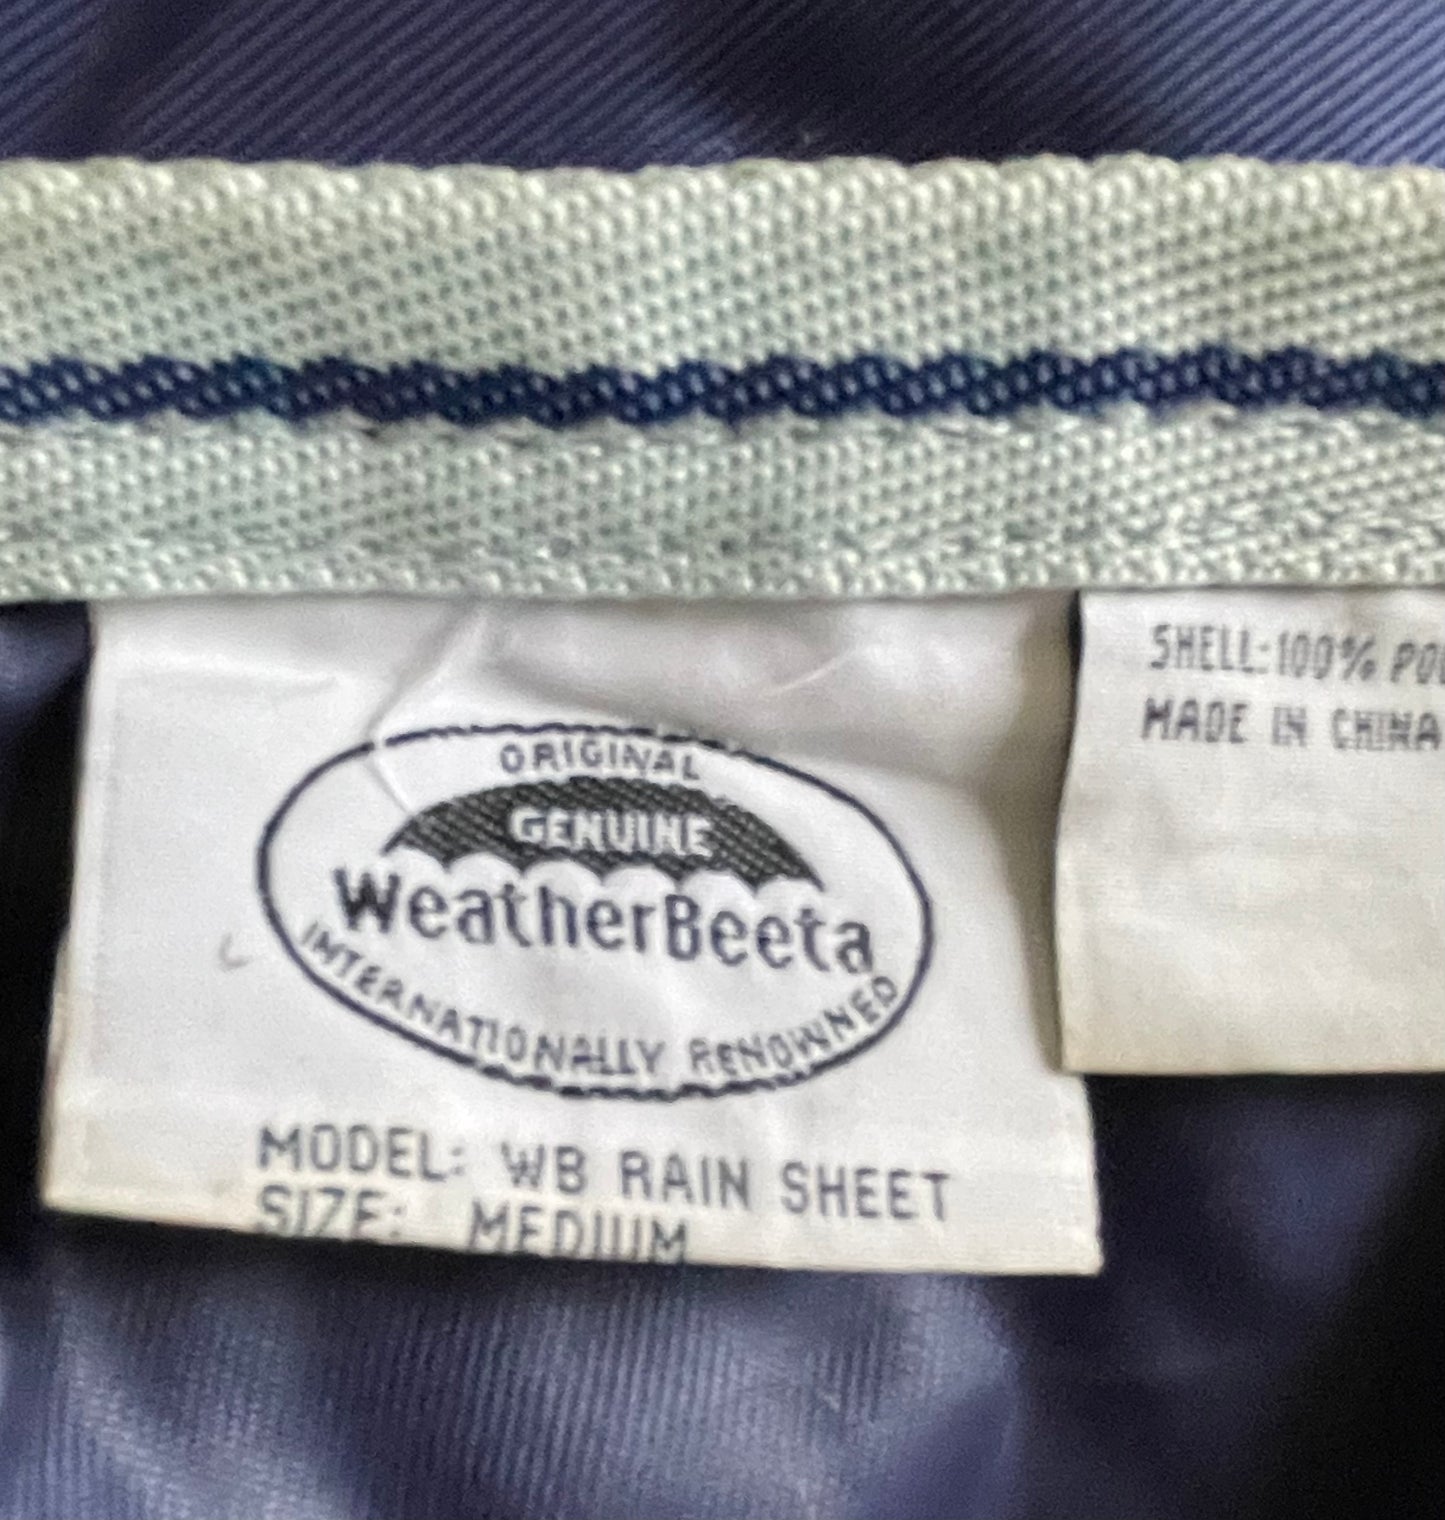 ORIGINAL
GENUINE
WeatherBeeta
INTERNATIONALLY RENOWNED
MODEL: WB RAIN SHEET
SIZE: MEDIUM
SHELL: 100%
MADE IN CHINA